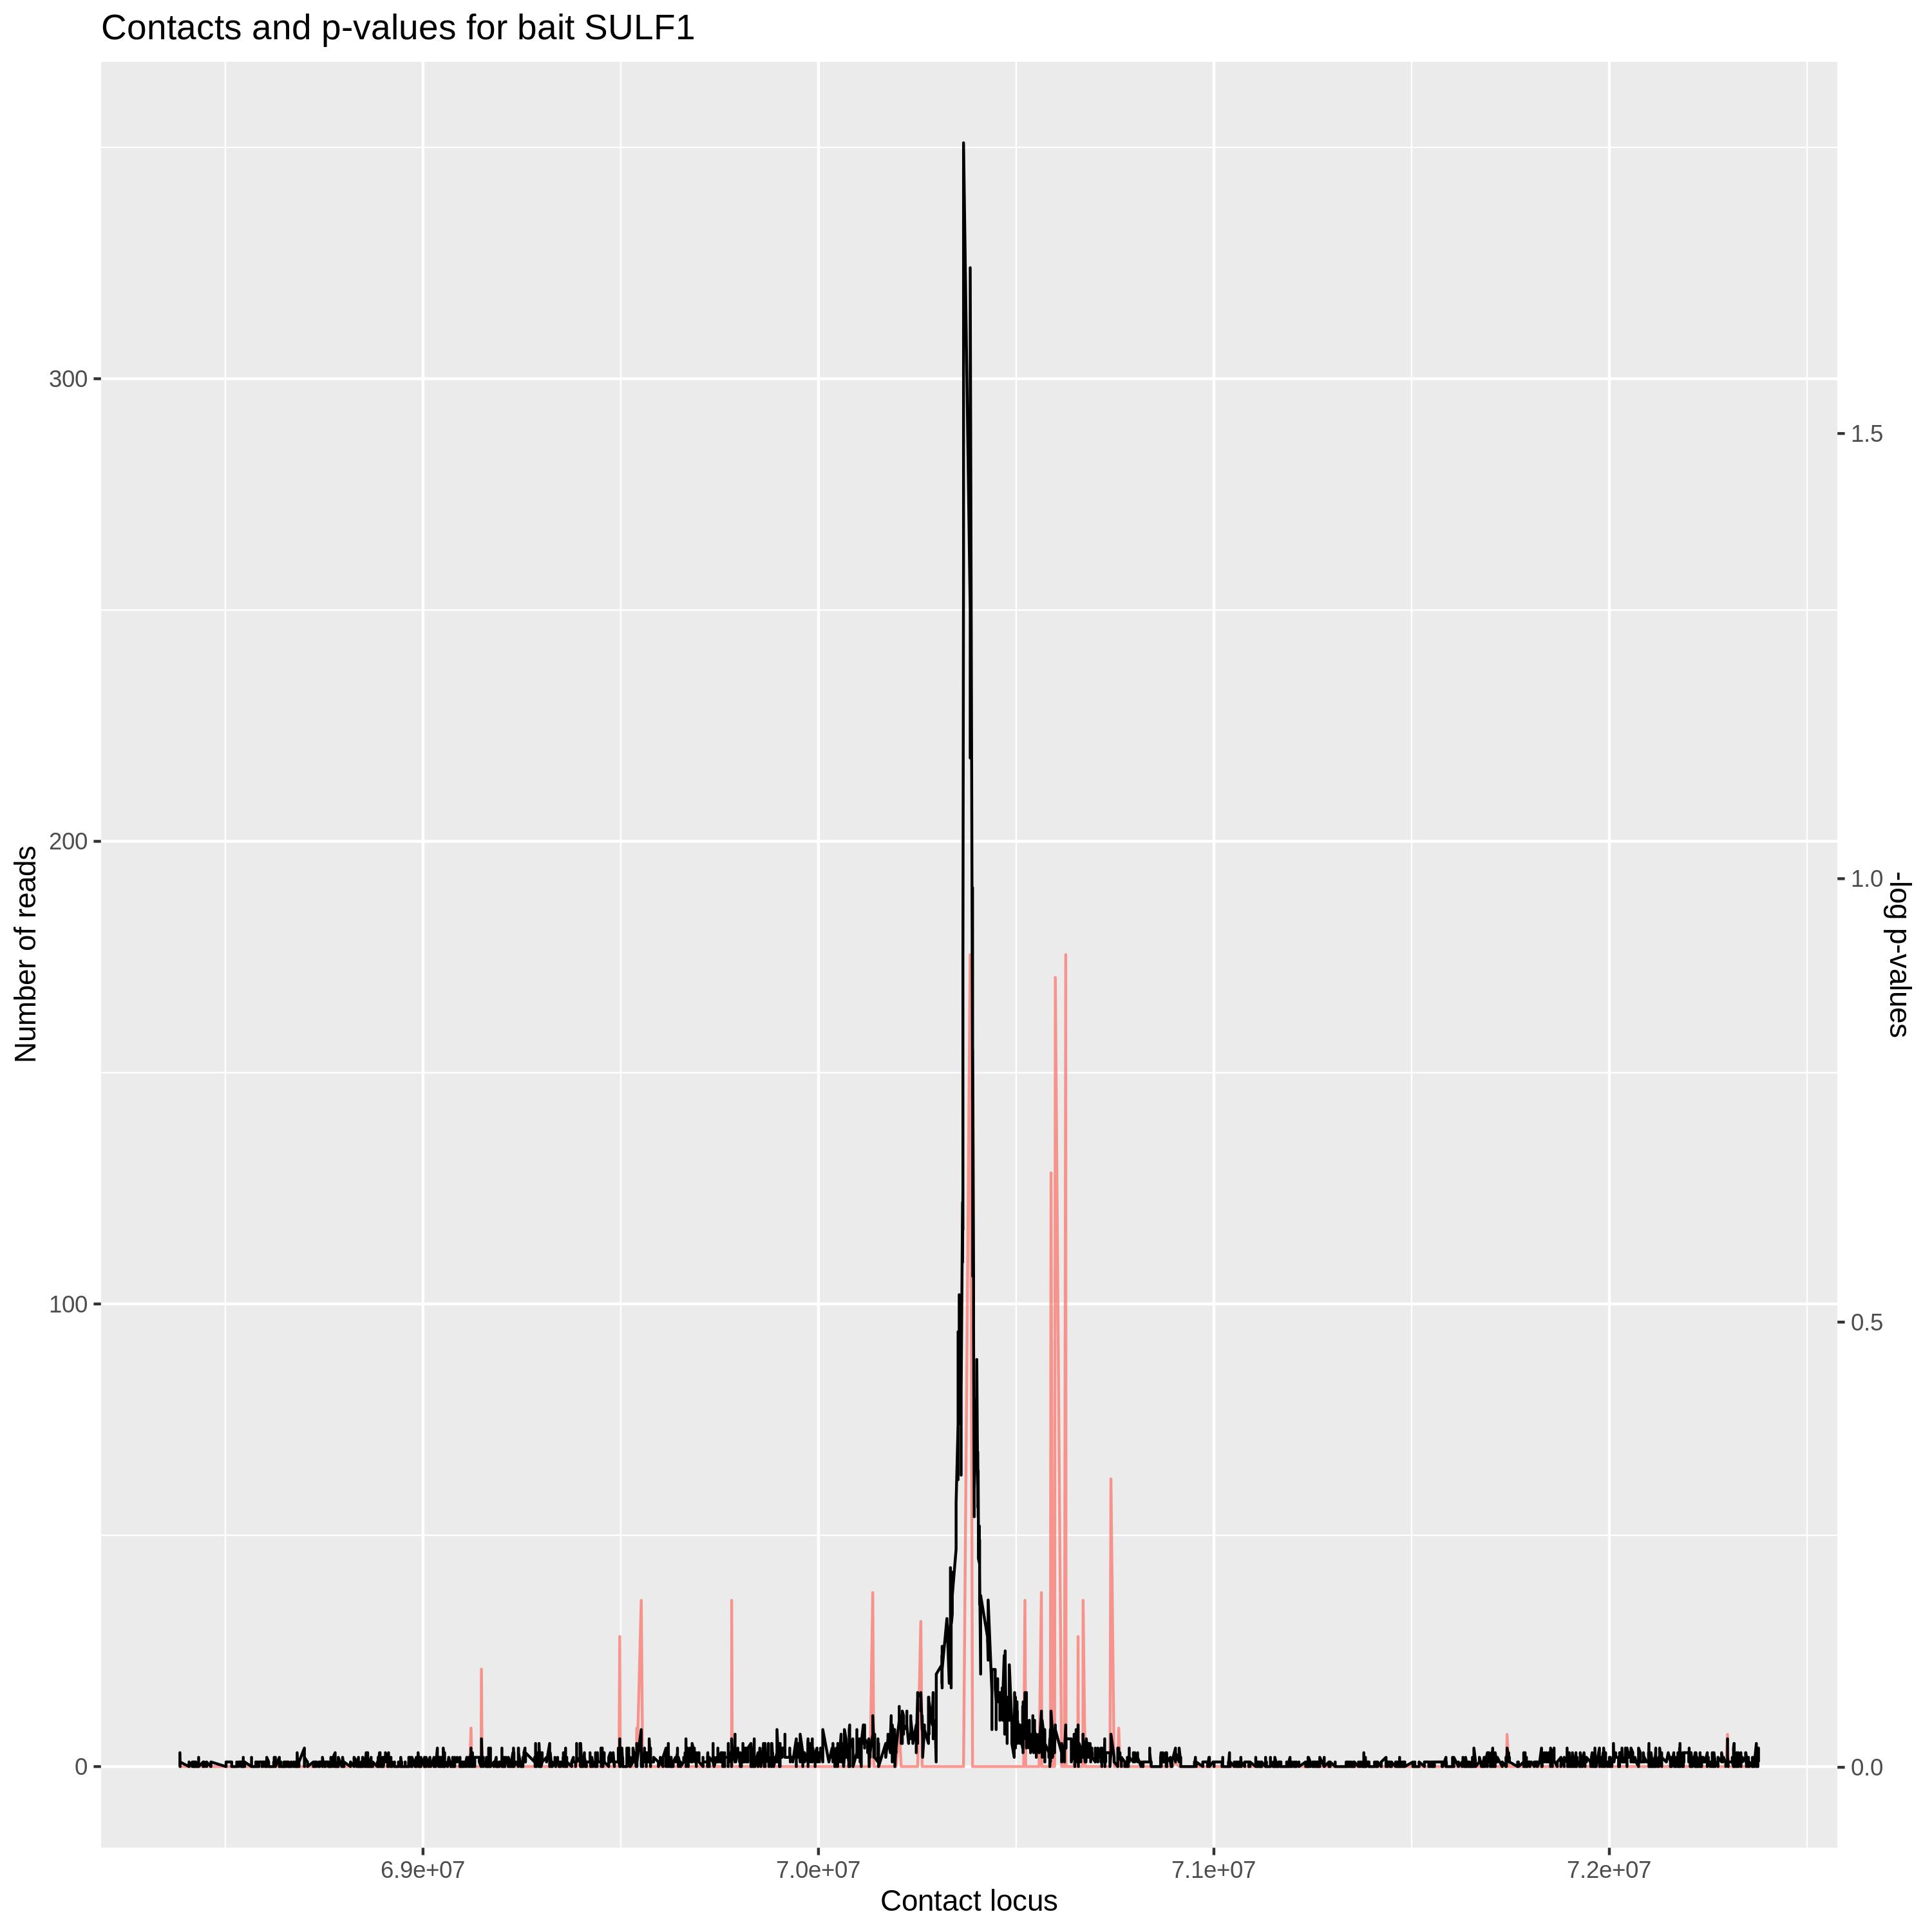 Contacts and p-values for bait SULF1
300
200
100
0
Number of reads
1.5
1.0
0.5
0.0
-log p-values
6.9e+07 7.0e+07 7.1e+07 7.2e+07
Contact locus